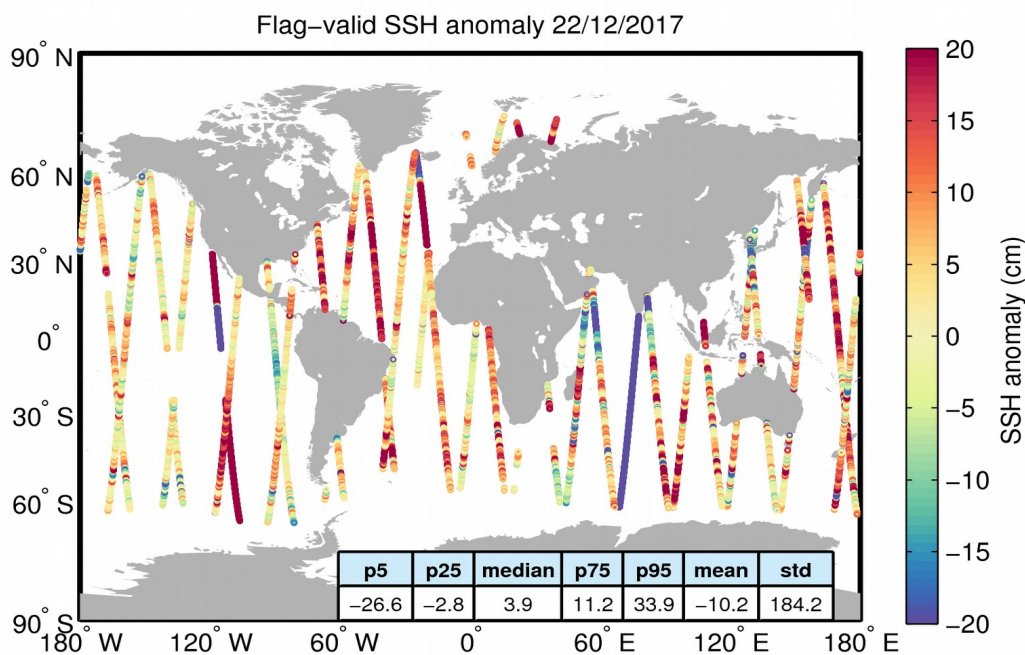 Flag−valid SSH anomaly 22/12/2017
90° N
60° N
30° N
0°
30° S
60° S
90° S
180° W
120° W
60° W
0°
60° E
120° E
180° E
p5 p25 median p75 p95 mean std
−26.6 −2.8 3.9 11.2 33.9 −10.2 184.2
20
15
10
5
0
−5
−10
−15
−20
SSH anomaly (cm)